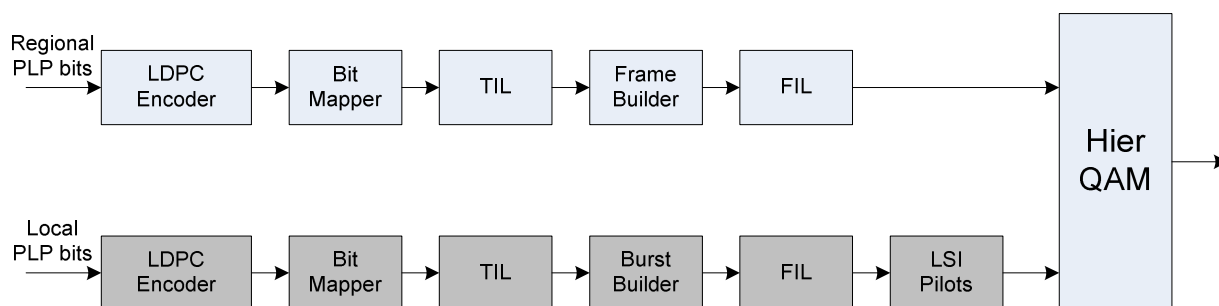 Regional
PLP bits
LDPC
Encoder
Bit
Mapper
TIL
Frame
Builder
FIL
Hier
QAM
Local
PLP bits
LDPC
Encoder
Bit
Mapper
TIL
Burst
Builder
FIL
LSI
Pilots